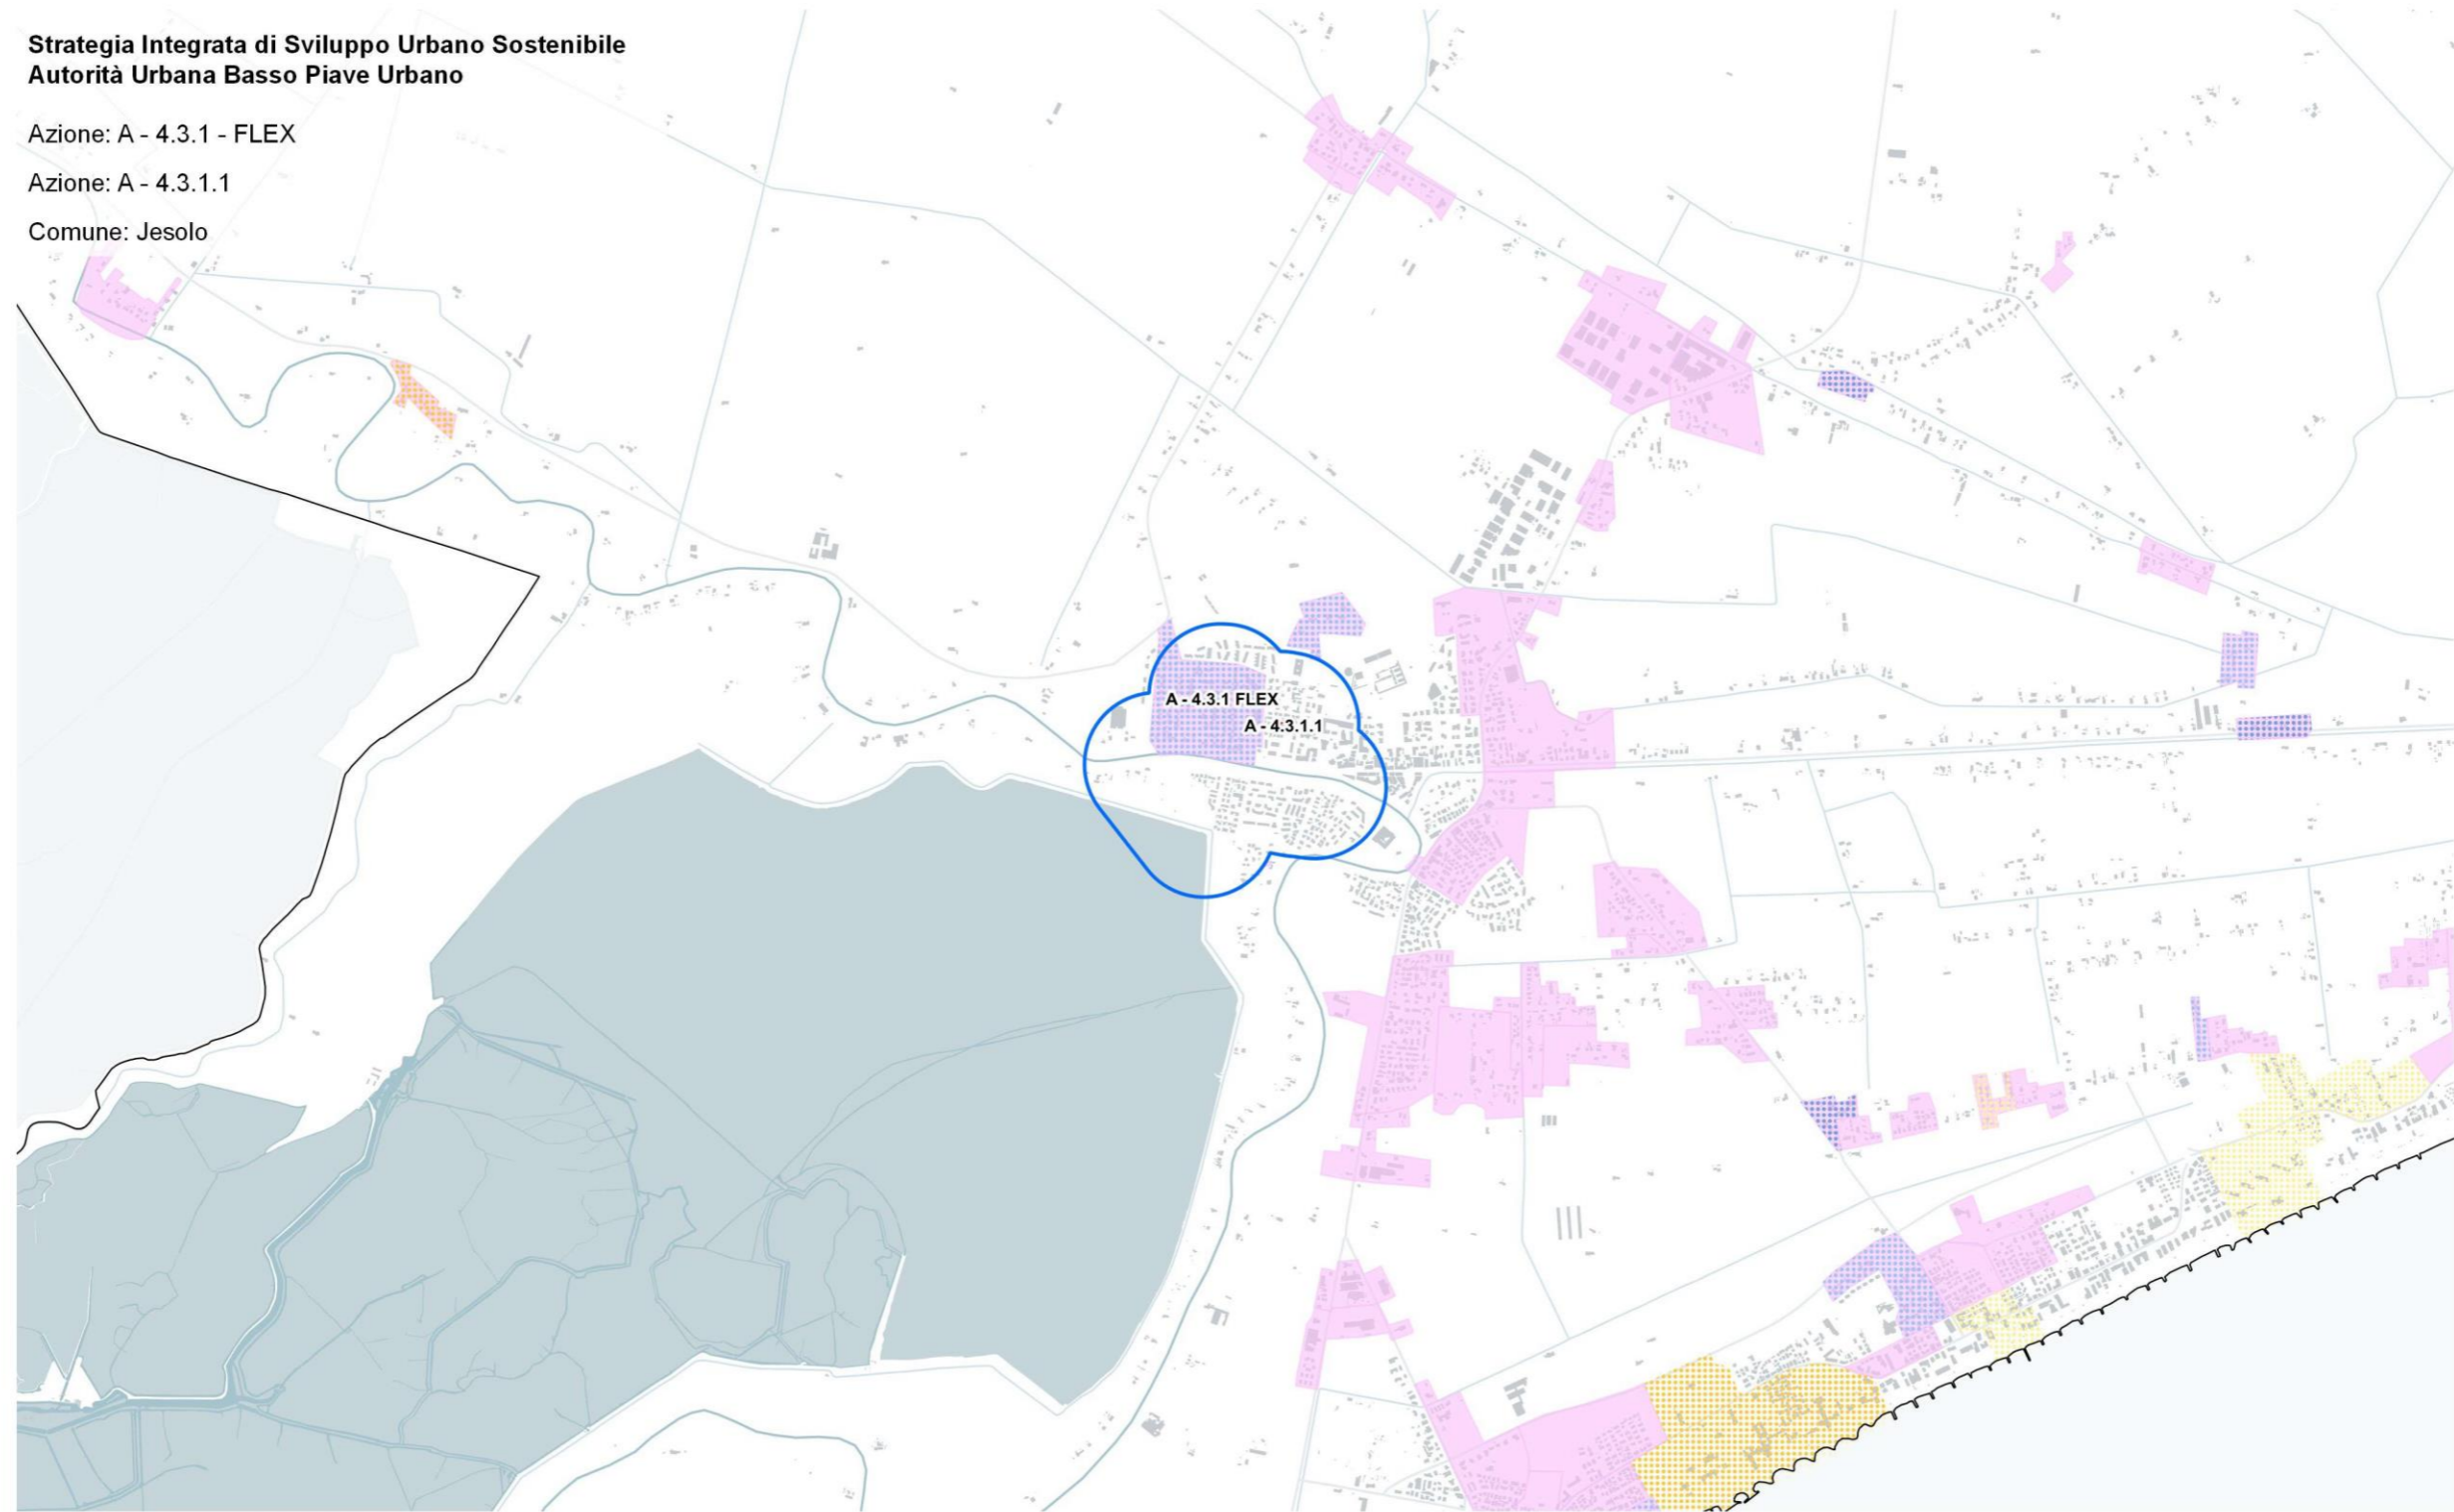 Strategia Integrata di Sviluppo Urbano Sostenibile
Autorità Urbana Basso Piave Urbano
Azione: A - 4.3.1 - FLEX
Azione: A - 4.3.1.1
Comune: Jesolo
A - 4.3.1 FLEX
A - 4.3.1.1